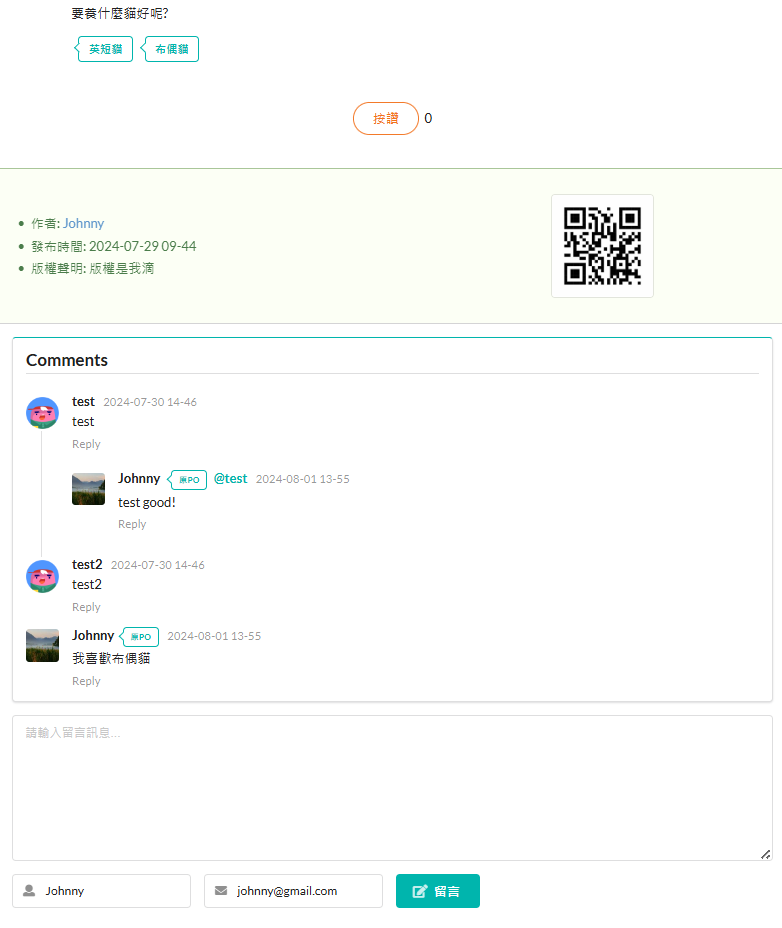 要養什麼貓好呢?
英短貓 布偶貓
按讚 0
作者: Johnny
發布時間: 2024-07-29 09-44
版權聲明: 版權是我滴
Comments
test 2024-07-30 14-46
test
Reply
Johnny 原PO @test 2024-08-01 13-55
test good!
Reply
test2 2024-07-30 14-46
test2
Reply
Johnny 原PO 2024-08-01 13-55
我喜歡布偶貓
Reply
請輸入留言訊息...
Johnny johnny@gmail.com 留言